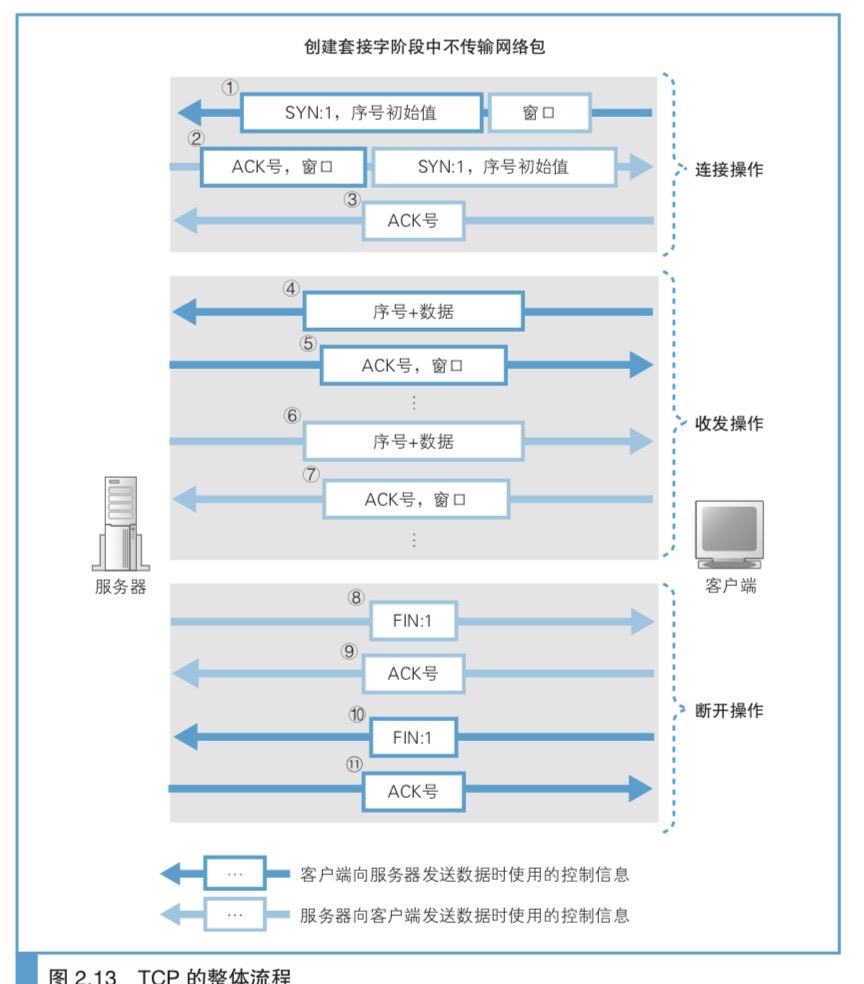 创建套接字阶段中不传输网络包
①
SYN:1，序号初始值
窗口
②
ACK号，窗口
SYN:1，序号初始值
连接操作
③
ACK号
④
序号+数据
⑤
ACK号，窗口
⋮
⑥
序号+数据
收发操作
⑦
ACK号，窗口
⋮
服务器
客户端
⑧
FIN:1
⑨
ACK号
⑩
FIN:1
断开操作
⑪
ACK号
… 客户端向服务器发送数据时使用的控制信息
… 服务器向客户端发送数据时使用的控制信息
图 2.13 TCP 的整体流程